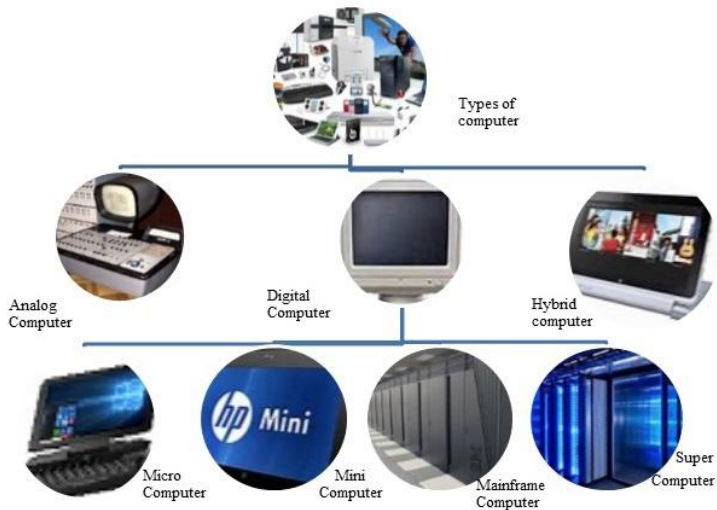 Types of
computer
Analog
Computer
Digital
Computer
Hybrid
computer
hp Mini
Micro
Computer
Mini
Computer
Mainframe
Computer
Super
Computer